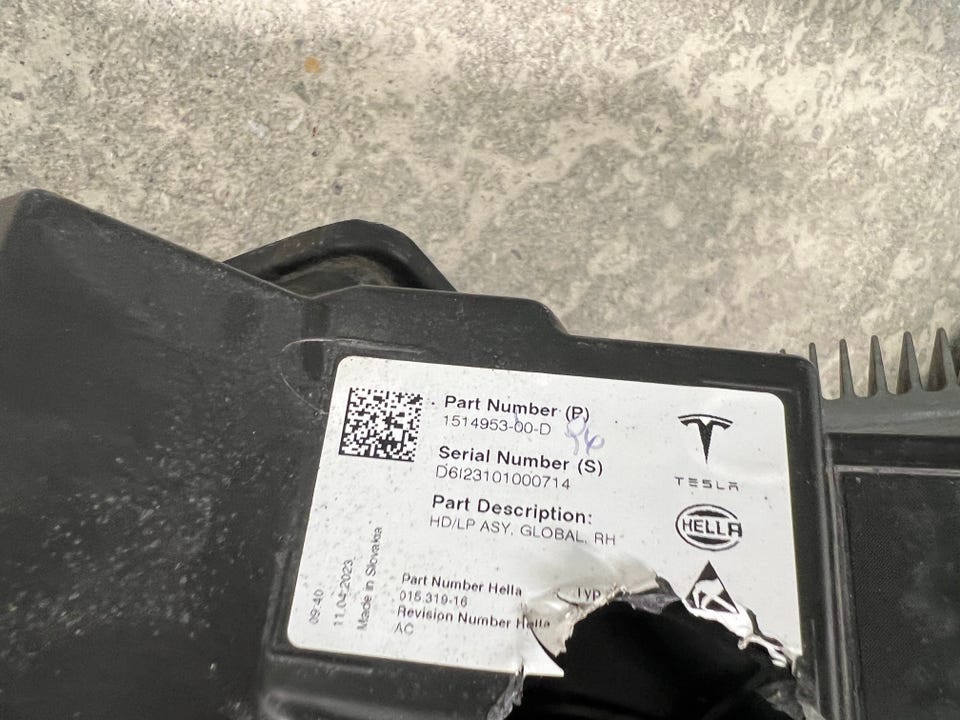 Part Number (P)
1514953-00-D
Serial Number (S)
D6I23101000714
Part Description:
HD/LP ASY, GLOBAL, RH
Part Number Hella
015.319-16
Revision Number Hella
AC
Typ
09:40
11.04.2023
Made in Slovakia
TESLA
HELLA